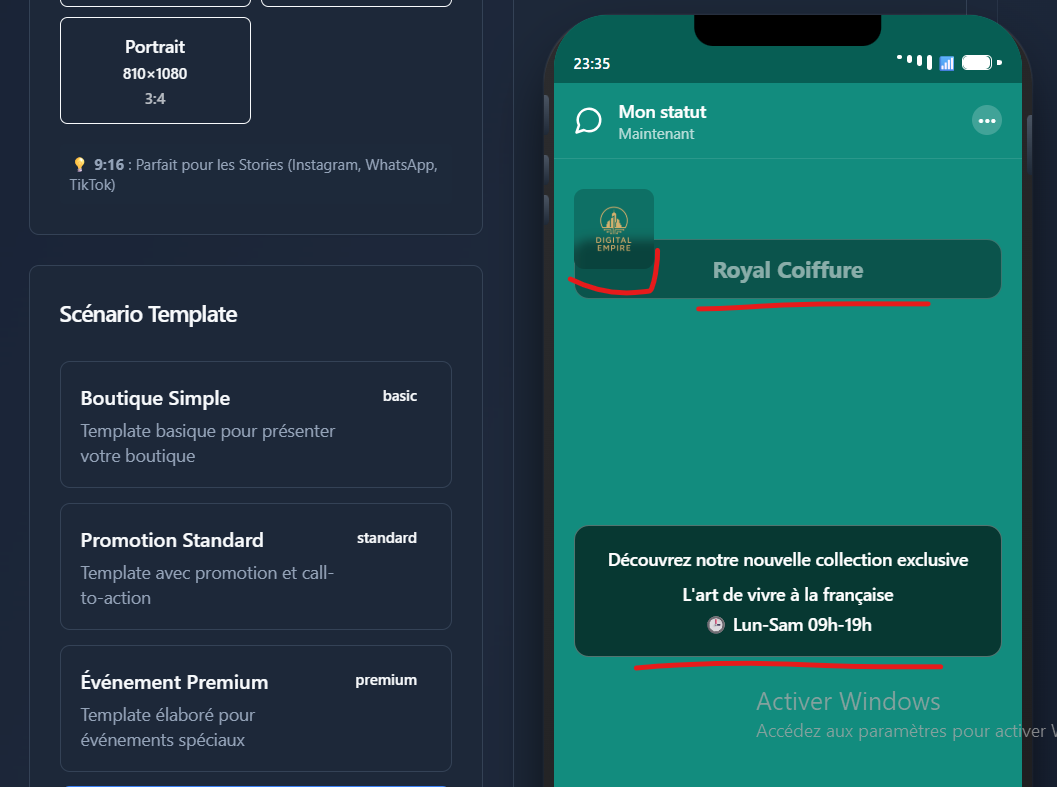 Portrait
810×1080
3:4
💡 9:16 : Parfait pour les Stories (Instagram, WhatsApp,
TikTok)
Scénario Template
Boutique Simple
basic
Template basique pour présenter
votre boutique
Promotion Standard
standard
Template avec promotion et call-
to-action
Événement Premium
premium
Template élaboré pour
événements spéciaux
23:35
Mon statut
Maintenant
DIGITAL
EMPIRE
Royal Coiffure
Découvrez notre nouvelle collection exclusive
L'art de vivre à la française
🕒 Lun-Sam 09h-19h
Activer Windows
Accédez aux paramètres pour activer